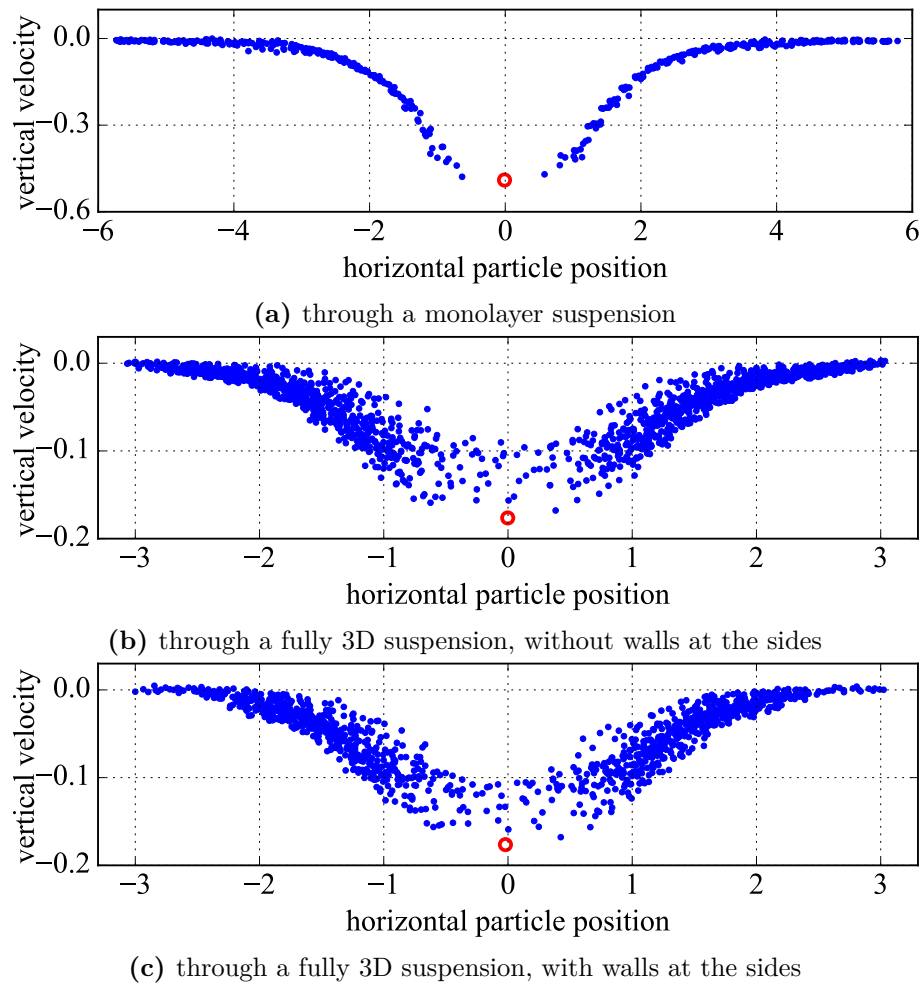 0.0
−0.3
−0.6
vertical velocity
−6 −4 −2 0 2 4 6
horizontal particle position
(a) through a monolayer suspension
0.0
−0.1
−0.2
vertical velocity
−3 −2 −1 0 1 2 3
horizontal particle position
(b) through a fully 3D suspension, without walls at the sides
0.0
−0.1
−0.2
vertical velocity
−3 −2 −1 0 1 2 3
horizontal particle position
(c) through a fully 3D suspension, with walls at the sides